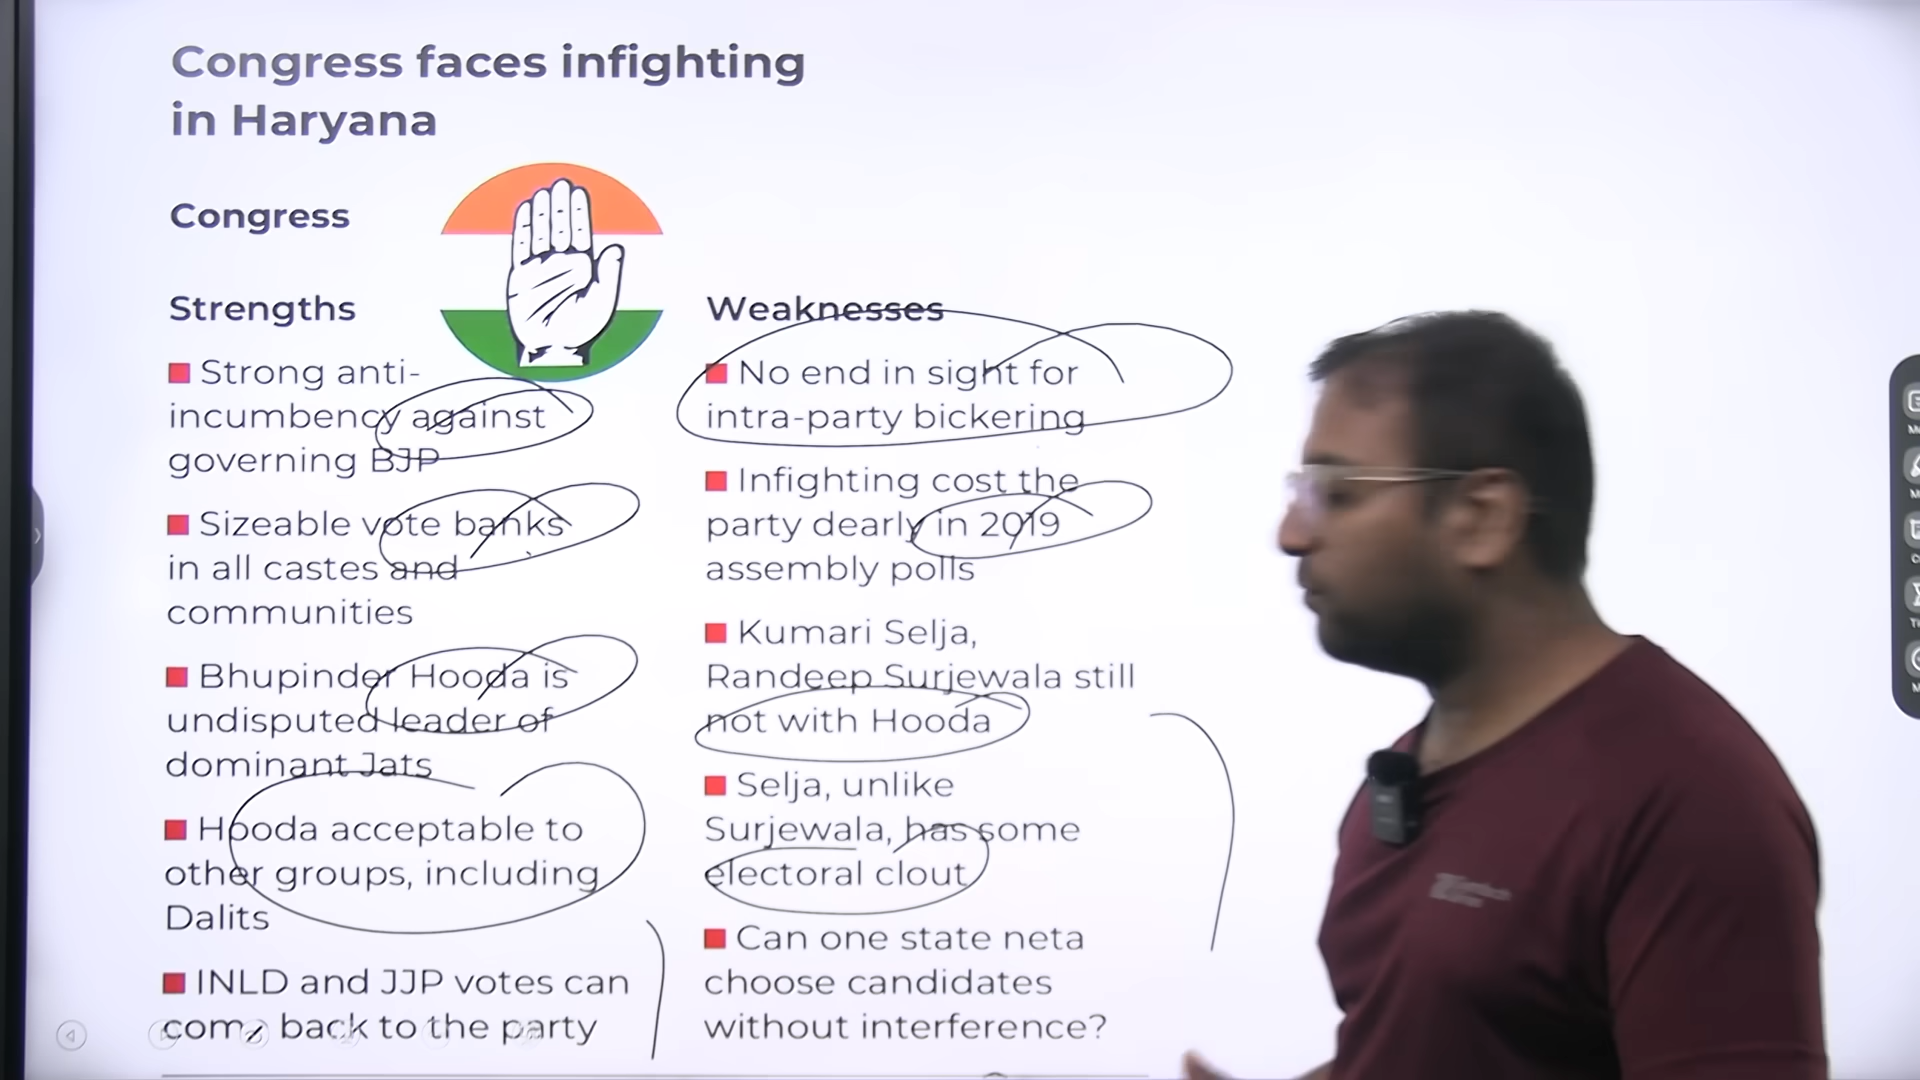 Congress faces infighting
in Haryana
Congress
Strengths
Strong anti-
incumbency against
governing BJP
Sizeable vote banks
in all castes and
communities
Bhupinder Hooda is
undisputed leader of
dominant Jats
Hooda acceptable to
other groups, including
Dalits
INLD and JJP votes can
come back to the party
Weaknesses
No end in sight for
intra-party bickering
Infighting cost the
party dearly in 2019
assembly polls
Kumari Selja,
Randeep Surjewala still
not with Hooda
Selja, unlike
Surjewala, has some
electoral clout
Can one state neta
choose candidates
without interference?